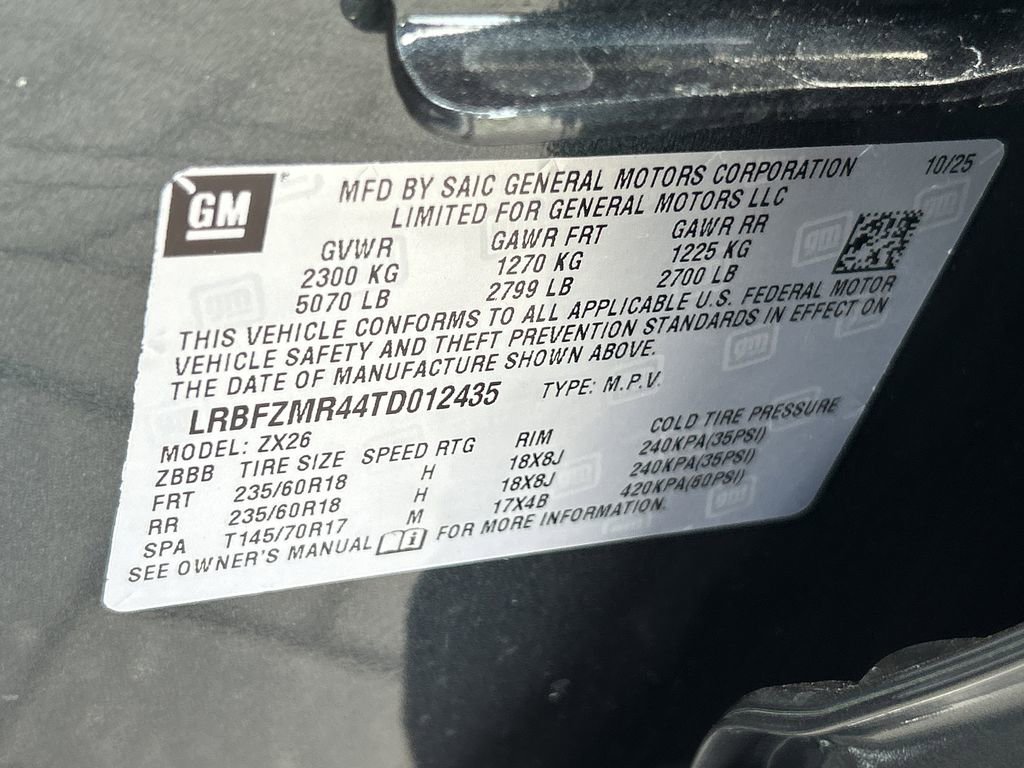 GM
MFD BY SAIC GENERAL MOTORS CORPORATION 10/25
LIMITED FOR GENERAL MOTORS LLC
GVWR GAWR FRT GAWR RR
2300 KG 1270 KG 1225 KG
5070 LB 2799 LB 2700 LB
THIS VEHICLE CONFORMS TO ALL APPLICABLE U.S. FEDERAL MOTOR
VEHICLE SAFETY AND THEFT PREVENTION STANDARDS IN EFFECT ON
THE DATE OF MANUFACTURE SHOWN ABOVE.
LRBFZMR44TD012435 TYPE: M.P.V.
MODEL: ZX26
ZBBB TIRE SIZE SPEED RTG RIM COLD TIRE PRESSURE
FRT 235/60R18 H 18X8J 240KPA(35PSI)
RR 235/60R18 H 18X8J 240KPA(35PSI)
SPA T145/70R17 M 17X4B 420KPA(60PSI)
SEE OWNER'S MANUAL FOR MORE INFORMATION.